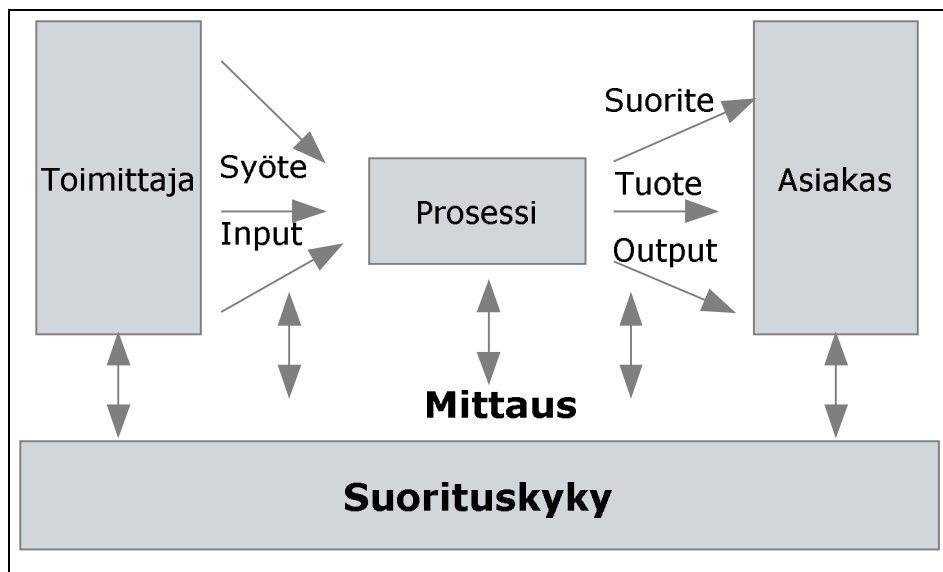 Toimittaja
Syöte
Input
Prosessi
Suorite
Tuote
Output
Asiakas
Mittaus
Suorituskyky